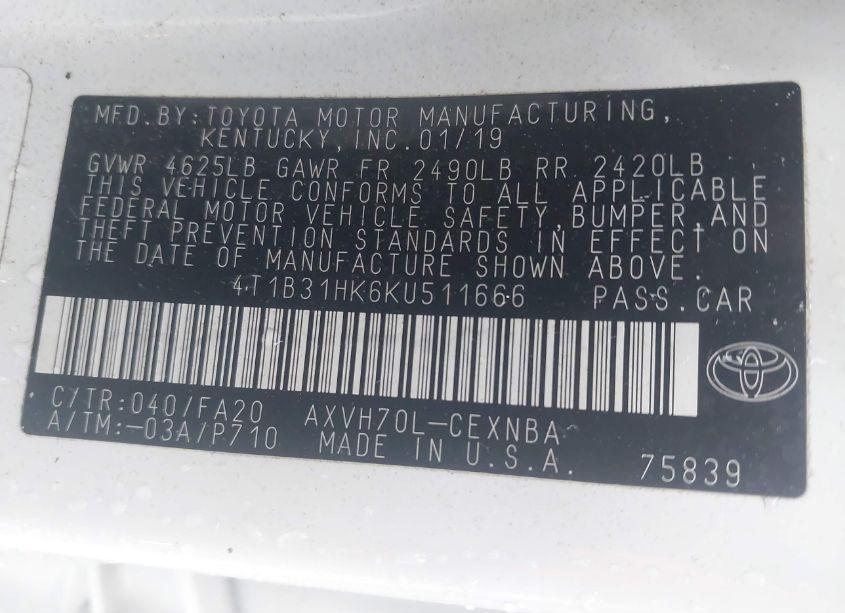 MFD.BY:TOYOTA MOTOR MANUFACTURING,
KENTUCKY,INC.01/19
GVWR 4625LB GAWR FR 2490LB RR 2420LB
THIS VEHICLE CONFORMS TO ALL APPLICABLE
FEDERAL MOTOR VEHICLE SAFETY,BUMPER,AND
THEFT PREVENTION STANDARDS IN EFFECT ON
THE DATE OF MANUFACTURE SHOWN ABOVE.
4T1B31HK6KU511666 PASS.CAR
C/TR:040/FA20 AXVH70L-CEXNBA
A/TM:-03A/P710 MADE IN U.S.A. 75839